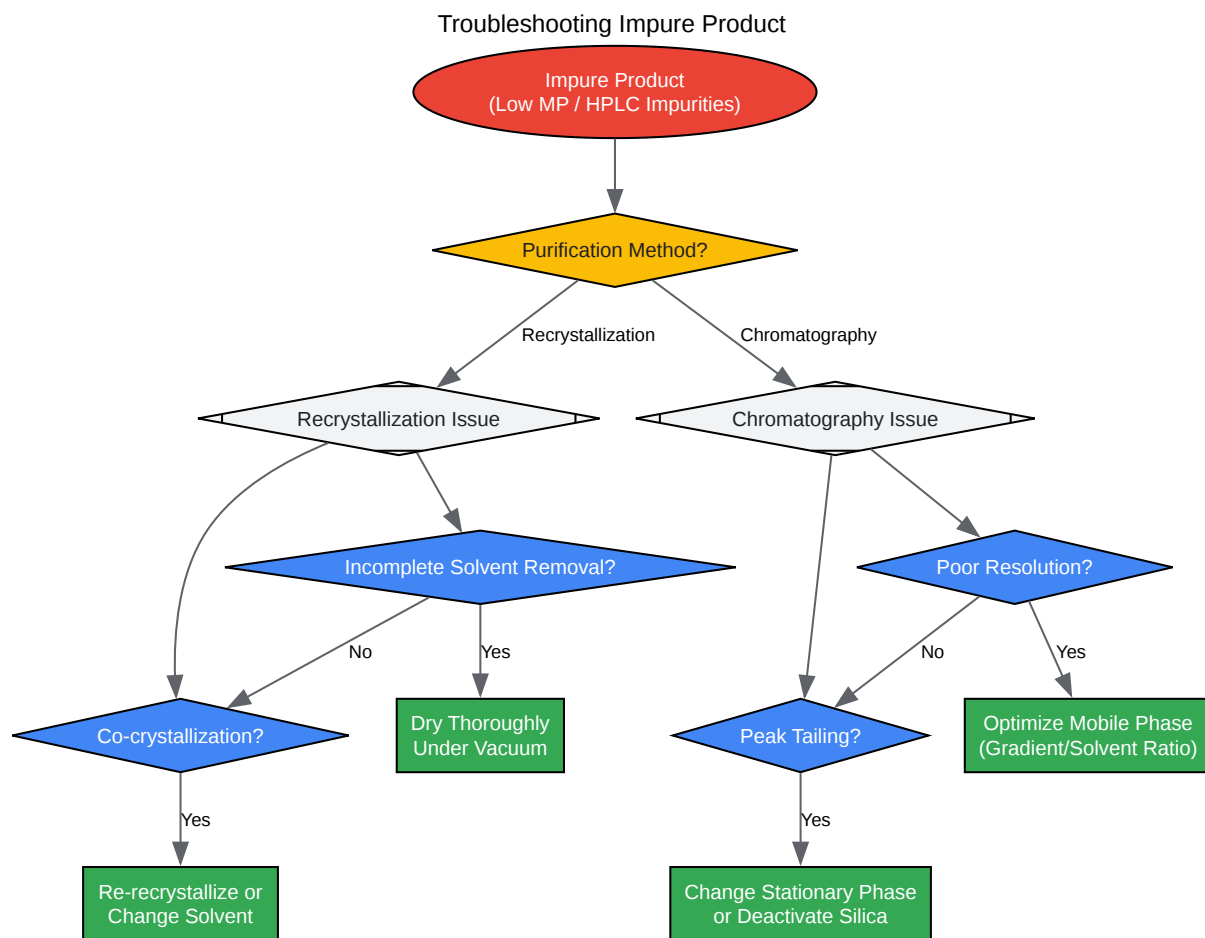 Troubleshooting Impure Product
Impure Product
(Low MP / HPLC Impurities)
Purification Method?
Recrystallization
Chromatography
Recrystallization Issue
Chromatography Issue
Incomplete Solvent Removal?
Poor Resolution?
No
Yes
No
Yes
Co-crystallization?
Dry Thoroughly
Under Vacuum
Peak Tailing?
Optimize Mobile Phase
(Gradient/Solvent Ratio)
Yes
Yes
Re-recrystallize or
Change Solvent
Change Stationary Phase
or Deactivate Silica